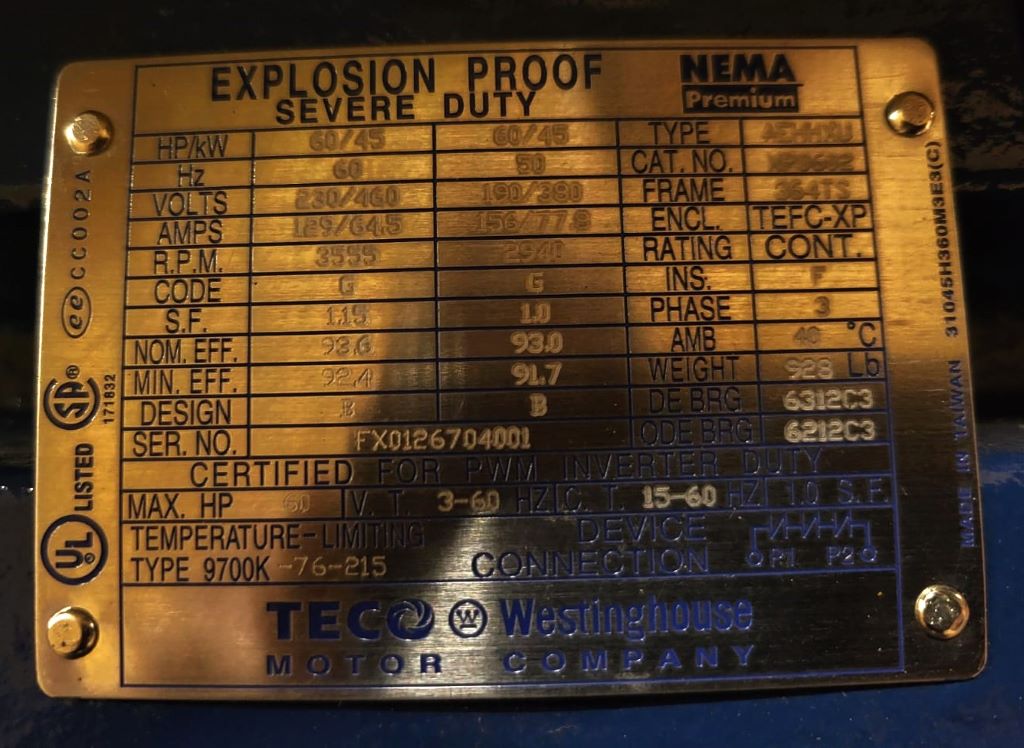 EXPLOSION PROOF
SEVERE DUTY
NEMA
Premium
HP/kW 60/45 60/45 TYPE
Hz 60 50 CAT. NO.
VOLTS 230/460 190/380 FRAME 364TS
AMPS 129/64.5 156/77.8 ENCL. TEFC-XP
R.P.M. 3555 2940 RATING CONT.
CODE G G INS. F
S.F. 1.15 1.0 PHASE 3
NOM. EFF. 93.6 93.0 AMB 40 °C
MIN. EFF. 92.4 91.7 WEIGHT 928 Lb
DESIGN B B DE BRG 6312C3
SER. NO. FX0126704001 ODE BRG 6212C3
CERTIFIED FOR PWM INVERTER DUTY
MAX. HP 60 V. T. 3-60 HZ C. T. 15-60 HZ 1.0 S.F.
TEMPERATURE-LIMITING DEVICE
TYPE 9700K -76-215 CONNECTION P1 P2
TECO W Westinghouse
MOTOR COMPANY
ee CC002A
SA® 171832
UL® LISTED
MADE IN TAIWAN 31045H360M3E3(C)